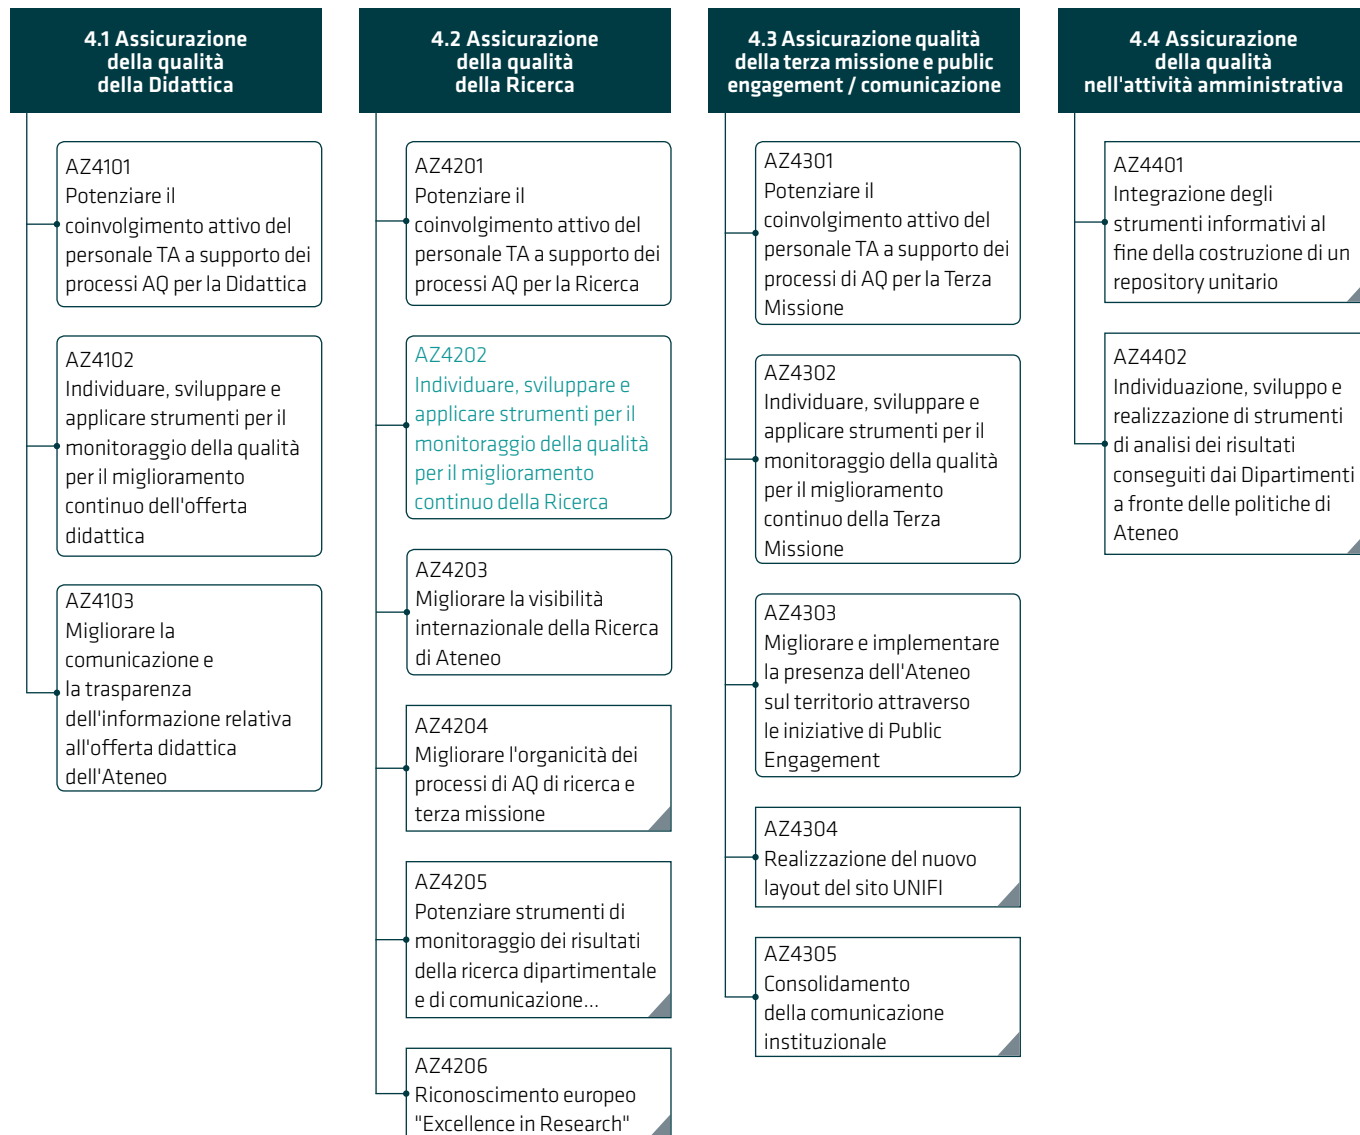 4.1 Assicurazione
della qualità
della Didattica
AZ4101
Potenziare il
coinvolgimento attivo del
personale TA a supporto dei
processi AQ per la Didattica
AZ4102
Individuare, sviluppare e
applicare strumenti per il
monitoraggio della qualità
per il miglioramento
continuo dell'offerta
didattica
AZ4103
Migliorare la
comunicazione e
la trasparenza
dell'informazione relativa
all'offerta didattica
dell'Ateneo
4.2 Assicurazione
della qualità
della Ricerca
AZ4201
Potenziare il
coinvolgimento attivo del
personale TA a supporto dei
processi AQ per la Ricerca
AZ4202
Individuare, sviluppare e
applicare strumenti per il
monitoraggio della qualità
per il miglioramento
continuo della Ricerca
AZ4203
Migliorare la visibilità
internazionale della Ricerca
di Ateneo
AZ4204
Migliorare l'organicità dei
processi di AQ di ricerca e
terza missione
AZ4205
Potenziare strumenti di
monitoraggio dei risultati
della ricerca dipartimentale
e di comunicazione...
AZ4206
Riconoscimento europeo
"Excellence in Research"
4.3 Assicurazione qualità
della terza missione e public
engagement / comunicazione
AZ4301
Potenziare il
coinvolgimento attivo del
personale TA a supporto dei
processi di AQ per la Terza
Missione
AZ4302
Individuare, sviluppare e
applicare strumenti per il
monitoraggio della qualità
per il miglioramento
continuo della Terza
Missione
AZ4303
Migliorare e implementare
la presenza dell'Ateneo
sul territorio attraverso
le iniziative di Public
Engagement
AZ4304
Realizzazione del nuovo
layout del sito UNIFI
AZ4305
Consolidamento
della comunicazione
instituzionale
4.4 Assicurazione
della qualità
nell'attività amministrativa
AZ4401
Integrazione degli
strumenti informativi al
fine della costruzione di un
repository unitario
AZ4402
Individuazione, sviluppo e
realizzazione di strumenti
di analisi dei risultati
conseguiti dai Dipartimenti
a fronte delle politiche di
Ateneo